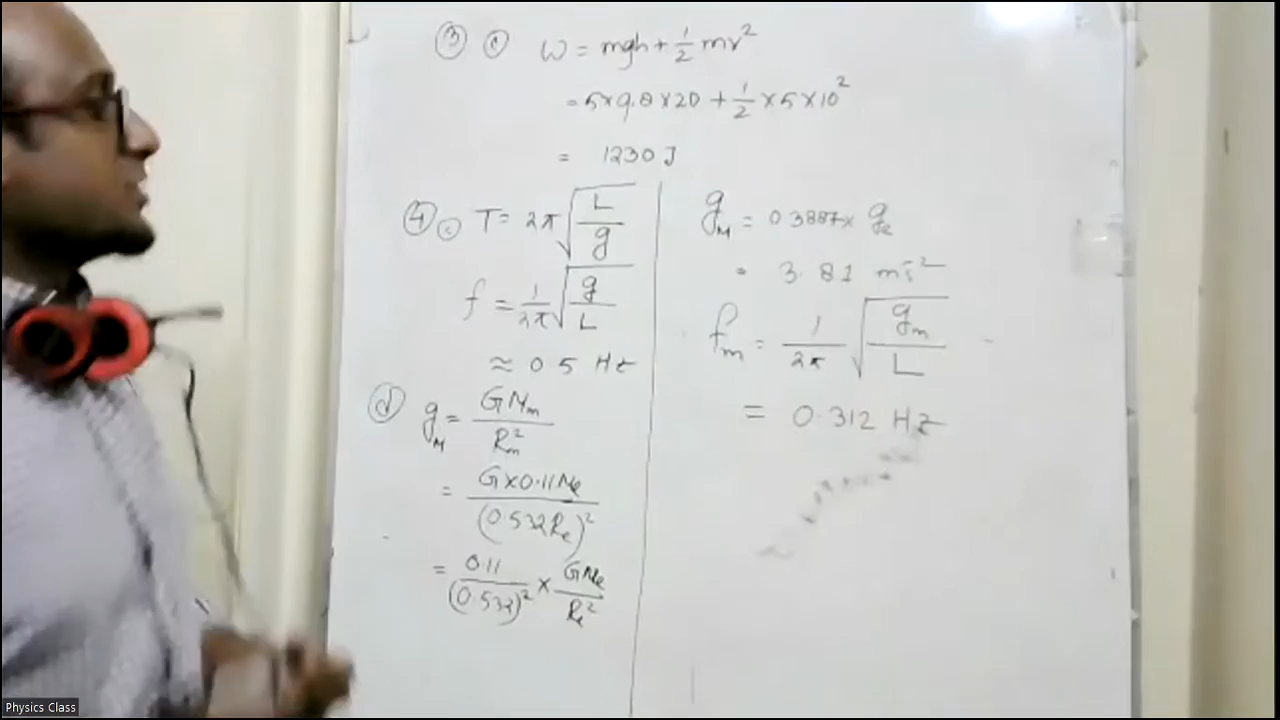 ③ ⓒ W = mgh + 1/2 mv²
= 5×9.8×20 + 1/2 ×5×10²
= 1230 J
④ ⓒ T = 2π √(L/g)
f = 1/2π √(g/L)
≈ 0.5 Hz
ⓓ g_M = GM_m / R_m²
= G×0.11M_e / (0.532R_e)²
= 0.11/(0.532)² × GM_e/R_e²
g_M = 0.3887 × g_e
= 3.81 ms⁻²
f_m = 1/2π √(g_m/L)
= 0.312 Hz
Physics Class